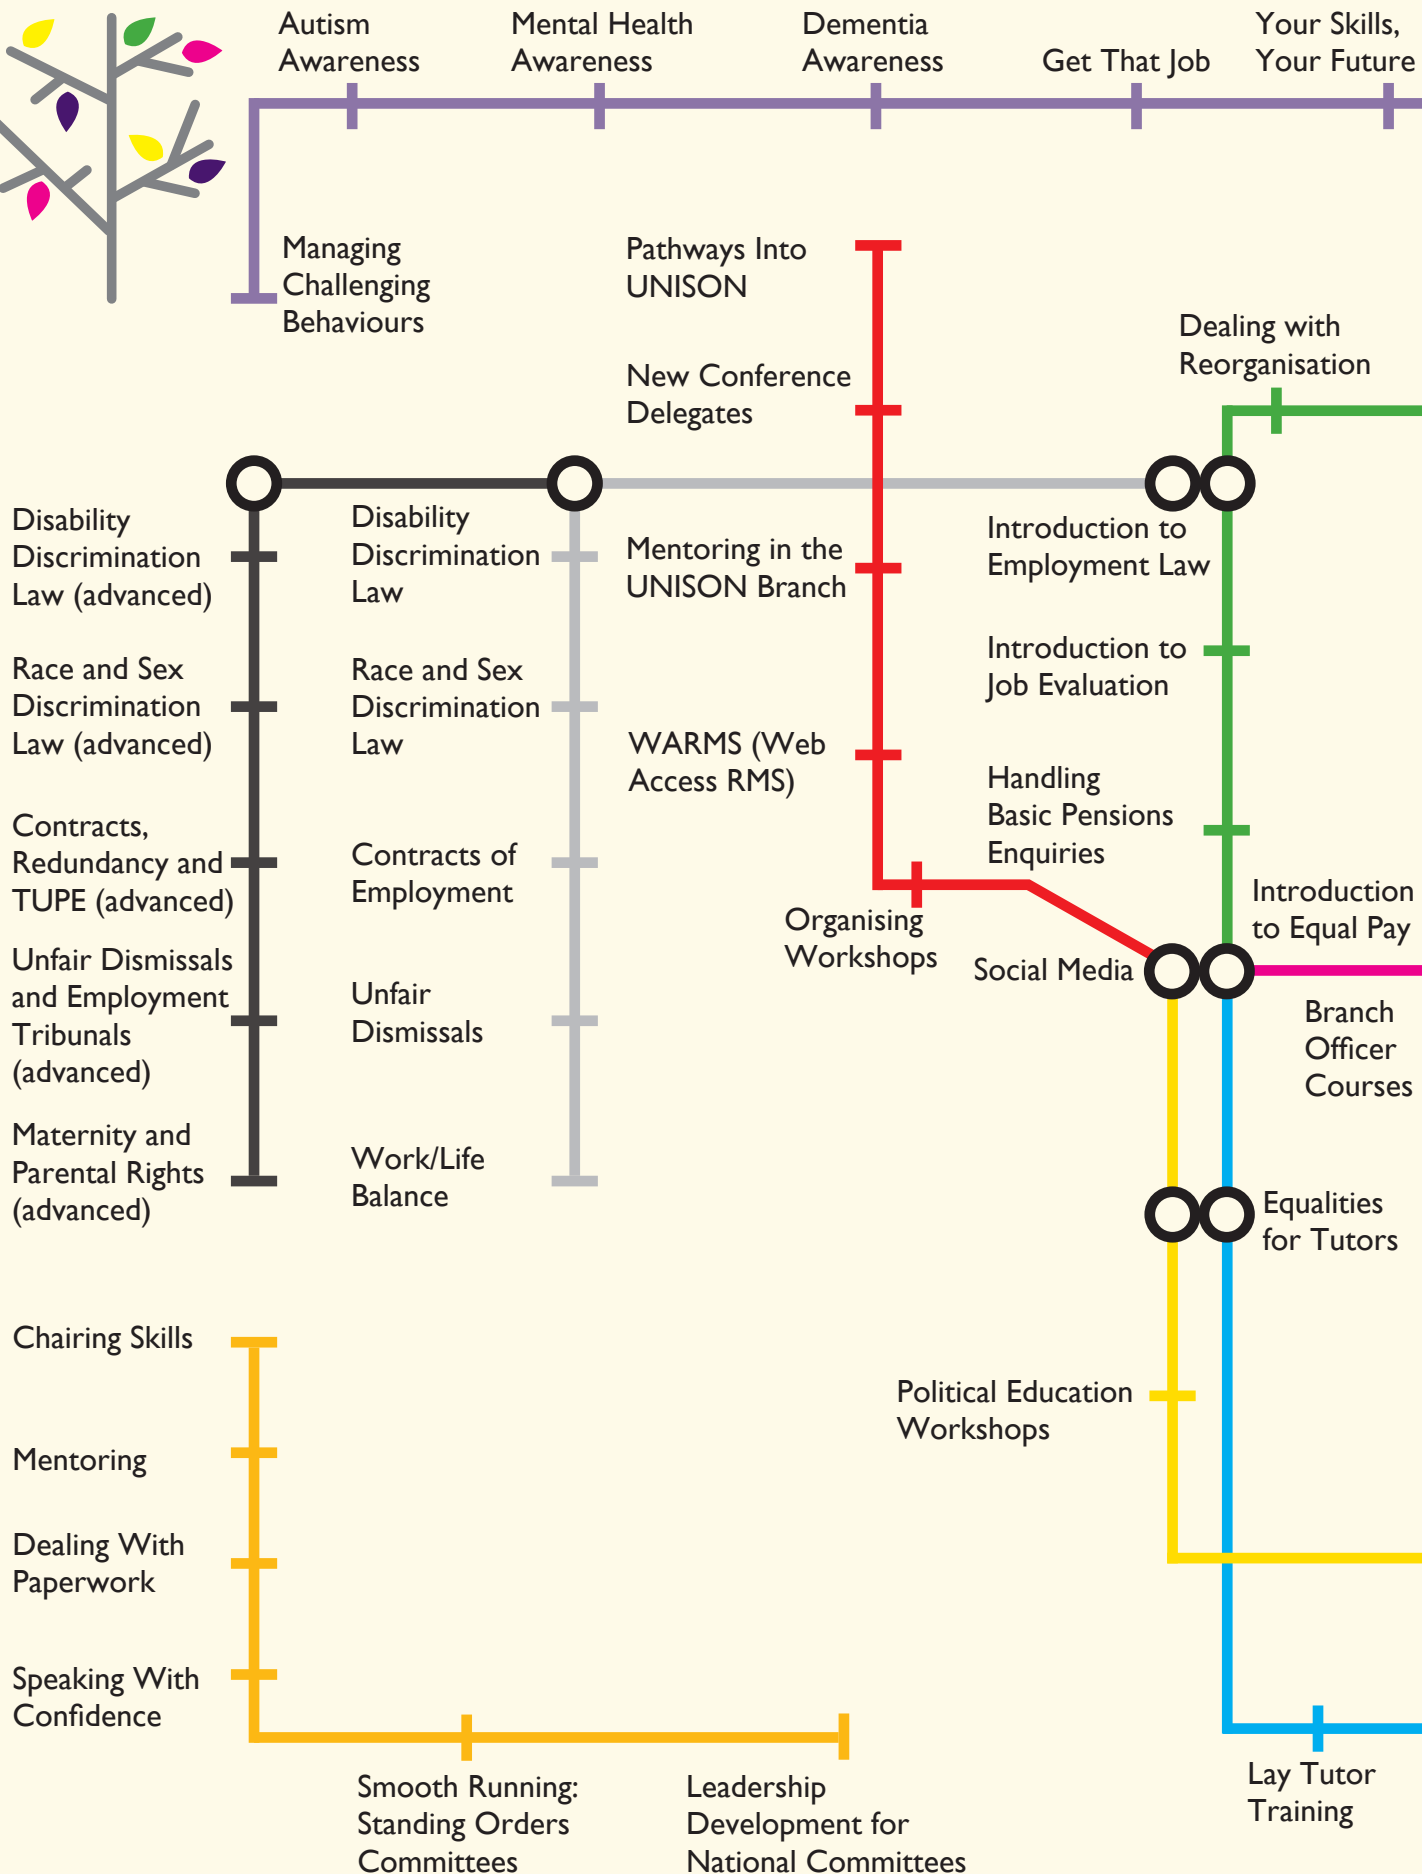 Autism
Awareness
Mental Health
Awareness
Dementia
Awareness
Get That Job
Your Skills,
Your Future
Managing
Challenging
Behaviours
Pathways Into
UNISON
New Conference
Delegates
Dealing with
Reorganisation
Disability
Discrimination
Law (advanced)
Disability
Discrimination
Law
Mentoring in the
UNISON Branch
Introduction to
Employment Law
Race and Sex
Discrimination
Law (advanced)
Race and Sex
Discrimination
Law
WARMS (Web
Access RMS)
Introduction to
Job Evaluation
Handling
Basic Pensions
Enquiries
Contracts,
Redundancy and
TUPE (advanced)
Contracts of
Employment
Organising
Workshops
Social Media
Introduction
to Equal Pay
Branch
Officer
Courses
Unfair Dismissals
and Employment
Tribunals
(advanced)
Unfair
Dismissals
Maternity and
Parental Rights
(advanced)
Work/Life
Balance
Equalities
for Tutors
Chairing Skills
Political Education
Workshops
Mentoring
Dealing With
Paperwork
Speaking With
Confidence
Smooth Running:
Standing Orders
Committees
Leadership
Development for
National Committees
Lay Tutor
Training